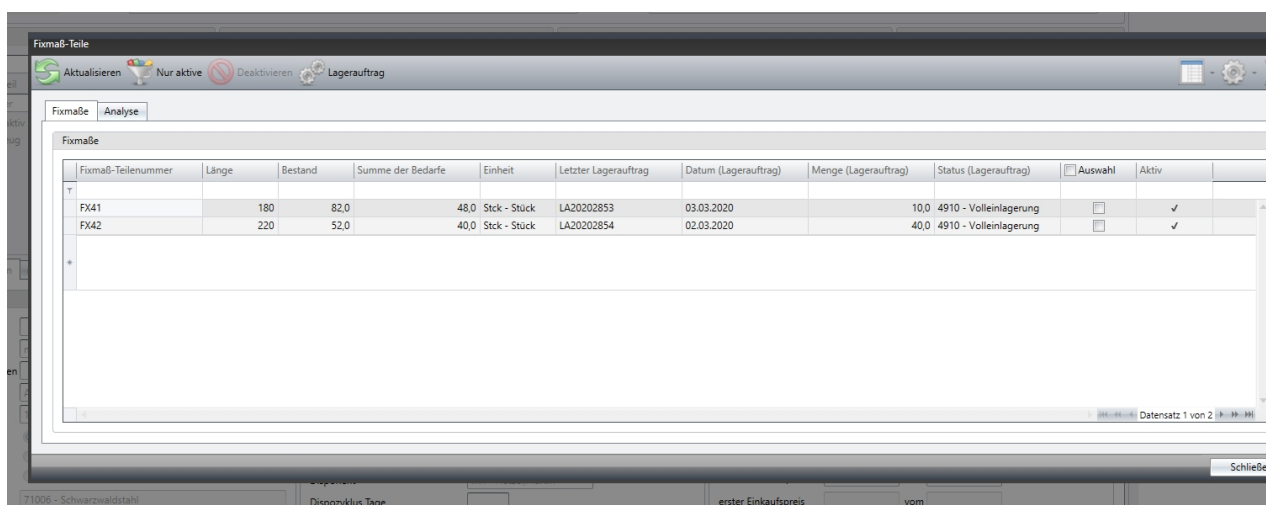 Fixmaß-Teile
Aktualisieren Nur aktive Deaktivieren Lagerauftrag
Fixmaße Analyse
Fixmaße
Fixmaß-Teilenummer Länge Bestand Summe der Bedarfe Einheit Letzter Lagerauftrag Datum (Lagerauftrag) Menge (Lagerauftrag) Status (Lagerauftrag) Auswahl Aktiv
FX41 180 82,0 48,0 Stck - Stück LA20202853 03.03.2020 10,0 4910 - Volleinlagerung
FX42 220 52,0 40,0 Stck - Stück LA20202854 02.03.2020 40,0 4910 - Volleinlagerung
Datensatz 1 von 2
Schließe
71006 - Schwarzwaldstahl Dispozyklus Tage erster Einkaufspreis vom